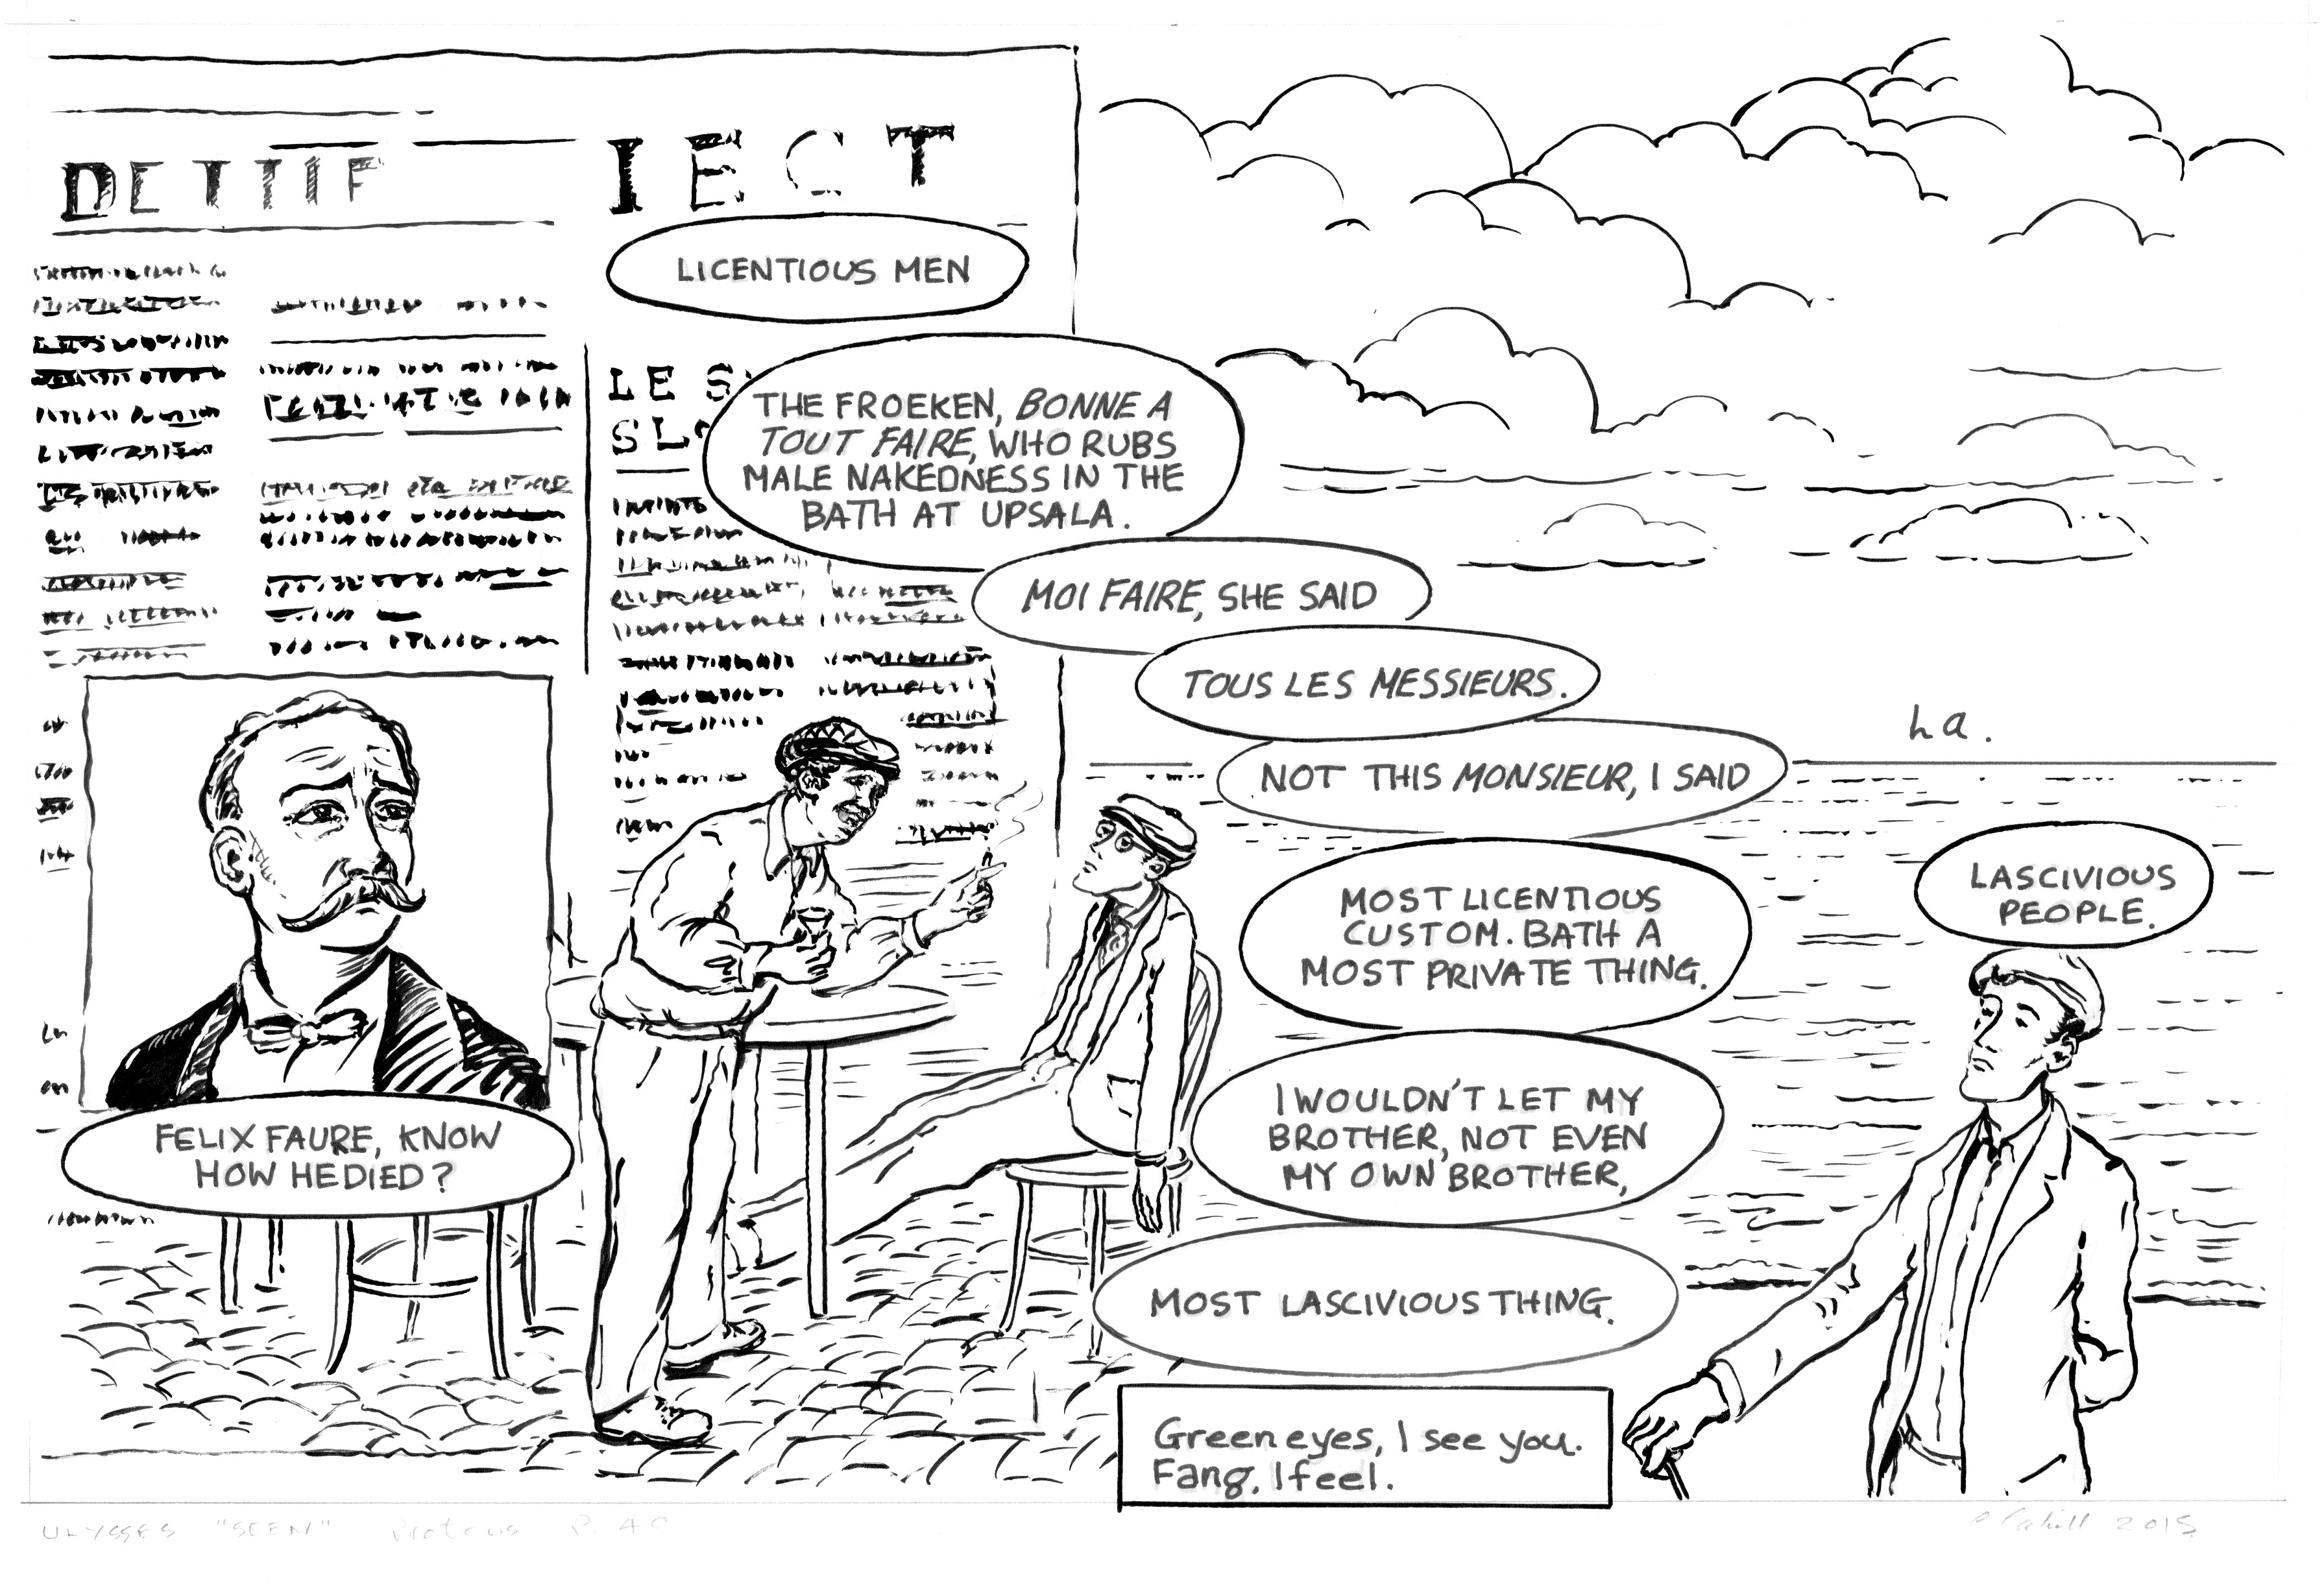 DETTIF
IECT
LICENTIOUS MEN
LE S
SL
THE FROEKEN, BONNE A
TOUT FAIRE, WHO RUBS
MALE NAKEDNESS IN THE
BATH AT UPSALA.
MOI FAIRE, SHE SAID
TOUS LES MESSIEURS.
NOT THIS MONSIEUR, I SAID
ha.
MOST LICENTIOUS
CUSTOM. BATH A
MOST PRIVATE THING.
LASCIVIOUS
PEOPLE.
FELIX FAURE, KNOW
HOW HE DIED?
I WOULDN'T LET MY
BROTHER, NOT EVEN
MY OWN BROTHER,
MOST LASCIVIOUS THING.
Green eyes, I see you.
Fang, I feel.
ULYSSES "SEEN" Proteus P. 40
Cahill 2015